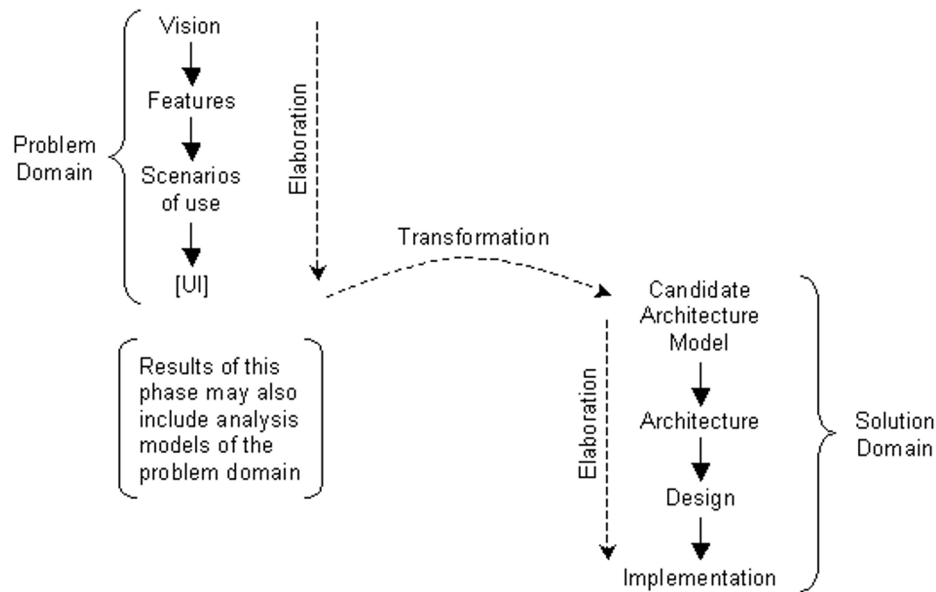 Vision
Features
Scenarios
of use
[UI]
Problem
Domain
Elaboration
Results of this
phase may also
include analysis
models of the
problem domain
Transformation
Candidate
Architecture
Model
Architecture
Design
Implementation
Elaboration
Solution
Domain